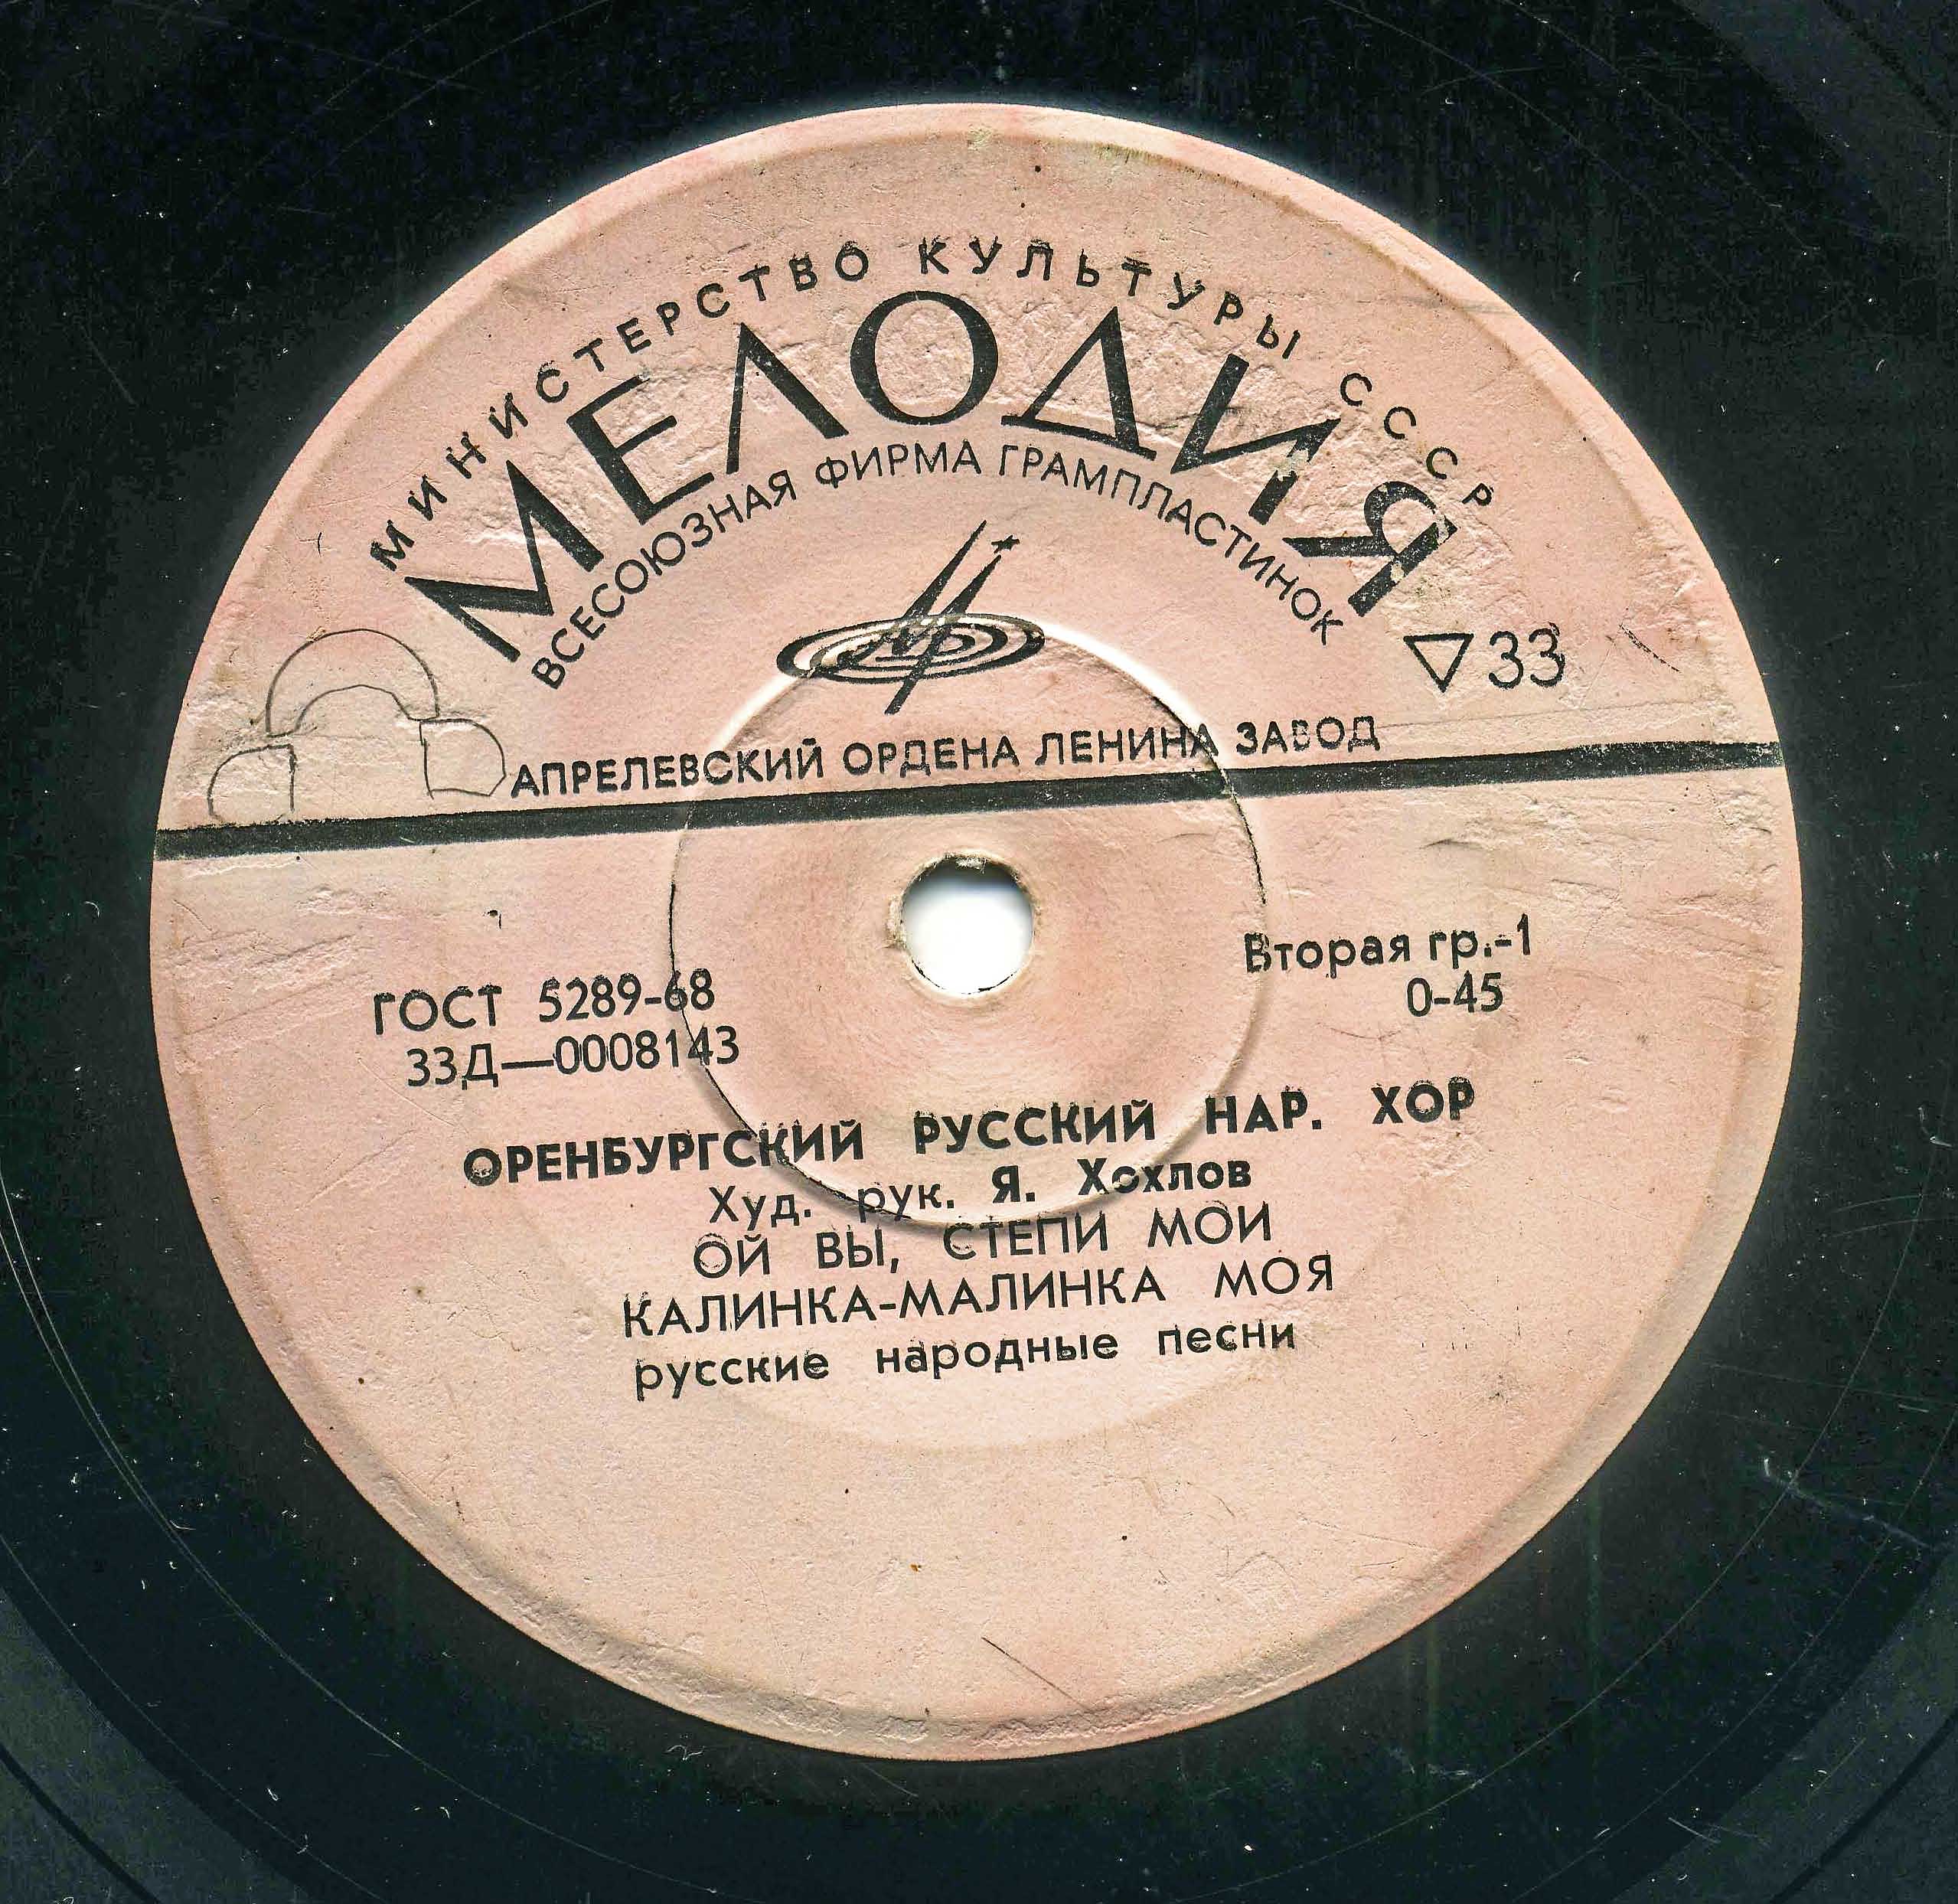 МИНИСТЕРСТВО КУЛЬТУРЫ СССР
МЕЛОДИЯ
ВСЕСОЮЗНАЯ ФИРМА ГРАМПЛАСТИНОК
▽33
АПРЕЛЕВСКИЙ ОРДЕНА ЛЕНИНА ЗАВОД
Вторая гр.-1
0-45
ГОСТ 5289-68
33Д—0008143
ОРЕНБУРГСКИЙ РУССКИЙ НАР. ХОР
Худ. рук. Я. Хохлов
ОЙ ВЫ, СТЕПИ МОИ
КАЛИНКА-МАЛИНКА МОЯ
русские народные песни